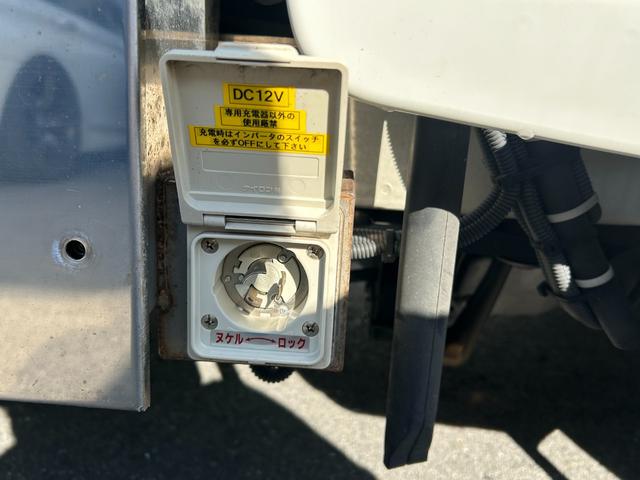 DC12V
専用充電器以外の
使用厳禁
充電時はインバータのスイッチ
を必ずOFFにして下さい
ヌケル ロック